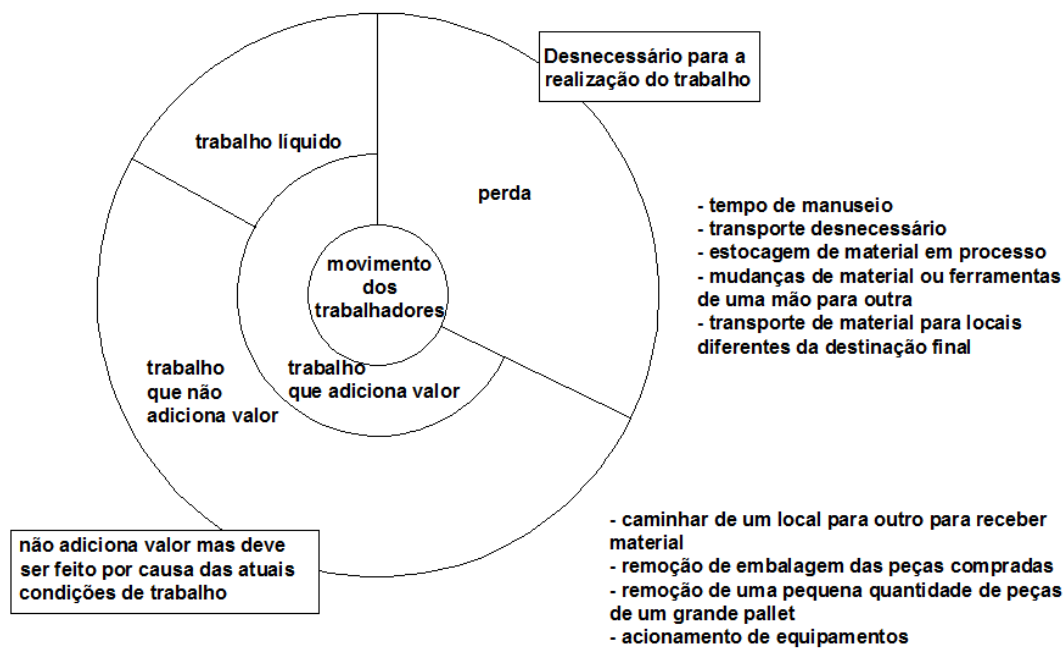 Desnecessário para a
realização do trabalho
trabalho líquido
perda
- tempo de manuseio
- transporte desnecessário
- estocagem de material em processo
- mudanças de material ou ferramentas
de uma mão para outra
- transporte de material para locais
diferentes da destinação final
movimento
dos
trabalhadores
trabalho
que não
adiciona valor
trabalho
que adiciona valor
não adiciona valor mas deve
ser feito por causa das atuais
condições de trabalho
- caminhar de um local para outro para receber
material
- remoção de embalagem das peças compradas
- remoção de uma pequena quantidade de peças
de um grande pallet
- acionamento de equipamentos